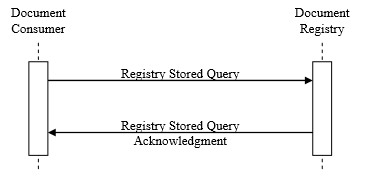 Document
Consumer
Document
Registry
Registry Stored Query
Registry Stored Query
Acknowledgment